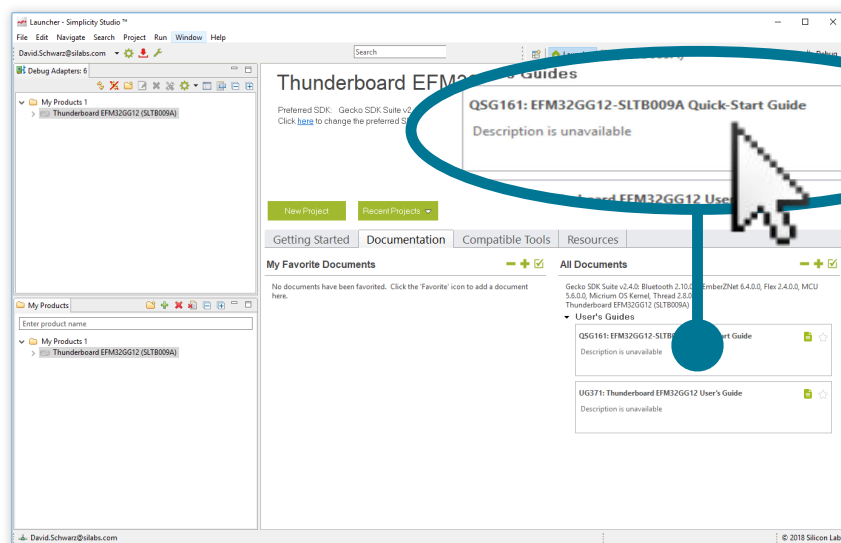 Launcher - Simplicity Studio ™
File Edit Navigate Search Project Run Window Help
David.Schwarz@silabs.com
Search
Debug Adapters: 6
My Products 1
Thunderboard EFM32GG12 (SLTB009A)
My Products
Enter product name
My Products 1
Thunderboard EFM32GG12 (SLTB009A)
Thunderboard EFM
Preferred SDK: Gecko SDK Suite
Click here to change the preferred
Guides
QSG161: EFM32GG12-SLTB009A Quick-Start Guide
Description is unavailable
EFM32GG12
New Project
Recent Projects
Getting Started Documentation Compatible Tools Resources
My Favorite Documents
No documents have been favorited. Click the 'Favorite' icon to add a document
here.
All Documents
Gecko SDK Suite v2.4.0: Bluetooth 2.10.0 EmberZNet 6.4.0.0, Flex 2.4.0.0, MCU
5.6.0.0, Micrium OS Kernel, Thread 2.8.0
Thunderboard EFM32GG12 (SLTB009A)
User's Guides
QSG161: EFM32GG12-SLTB Guide
Description is unavailable
UG371: Thunderboard EFM32GG12 User's Guide
Description is unavailable
David.Schwarz@silabs.com
© 2018 Silicon Lab